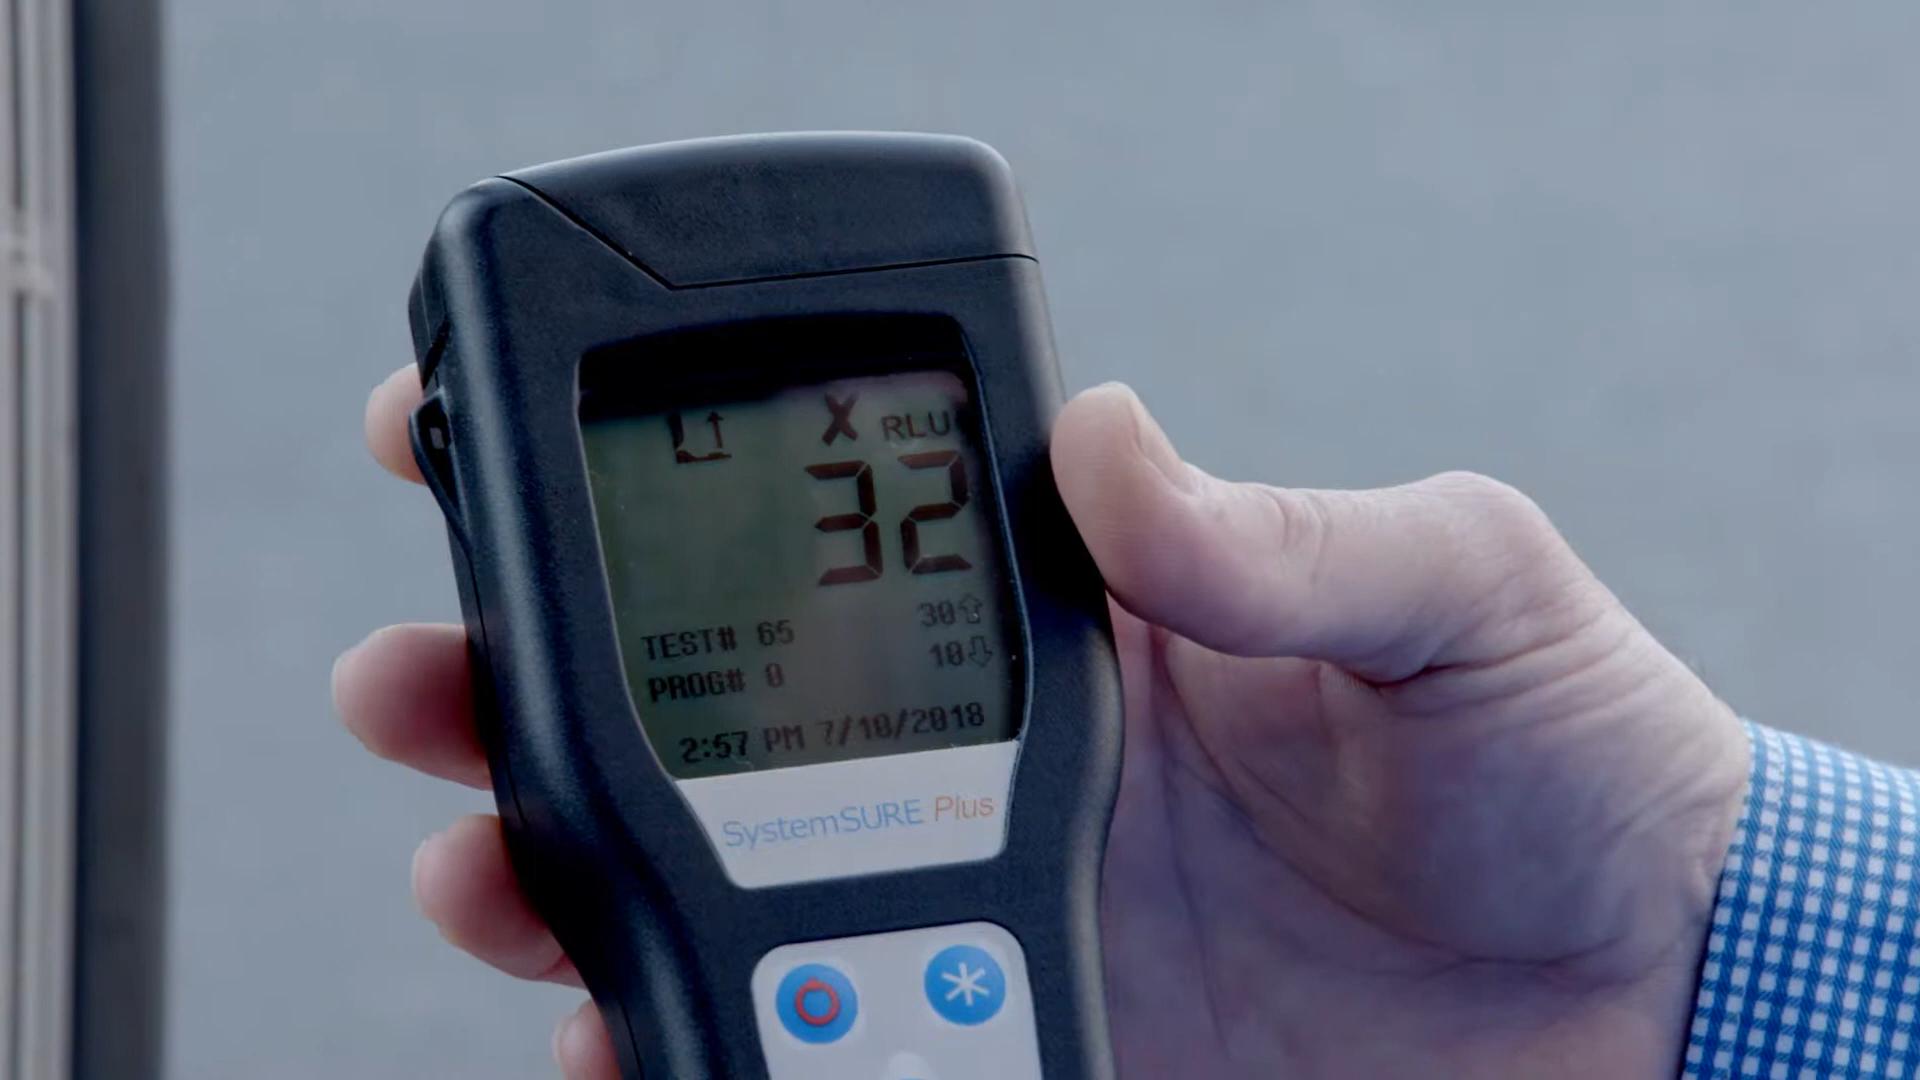 X RLU
32
30
TEST# 65
10
PROG# 0
2:57 PM 7/10/2018
SystemSURE Plus